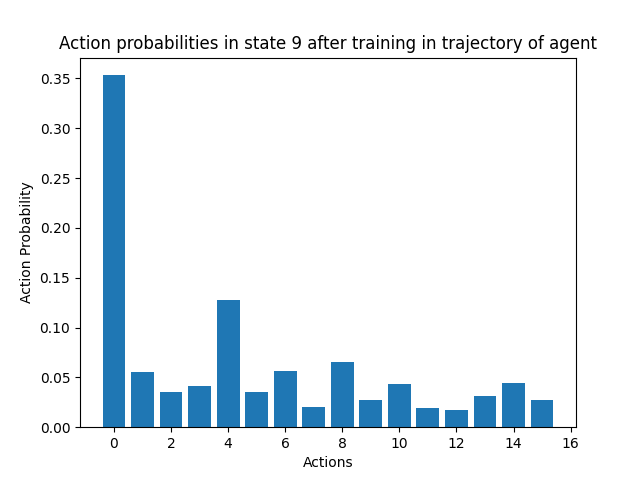 Action probabilities in state 9 after training in trajectory of agent
0.35
0.30
0.25
0.20
0.15
0.10
0.05
0.00
Action Probability
0 2 4 6 8 10 12 14 16
Actions